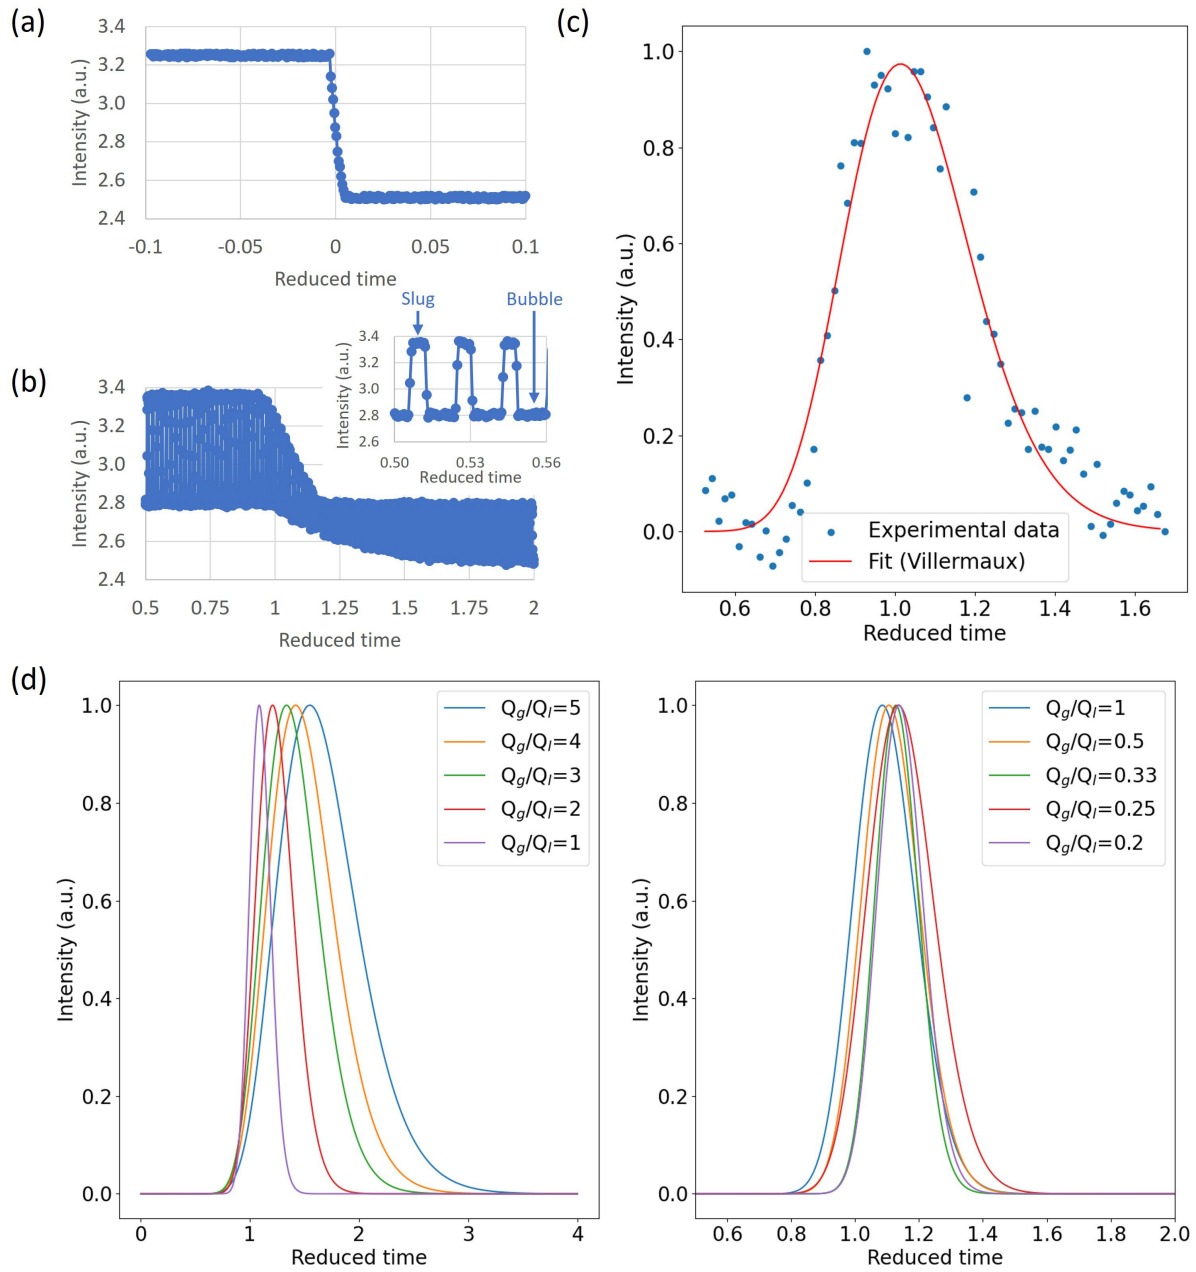 (a)
3.4
3.2
3.0
2.8
2.6
2.4
Intensity (a.u.)
-0.1
-0.05
0
0.05
0.1
Reduced time
(b)
3.4
3.2
3.0
2.8
2.6
2.4
Intensity (a.u.)
0.5
0.75
1
1.25
1.5
1.75
2
Reduced time
Slug
Bubble
3.4
3.2
3.0
2.8
2.6
Intensity (a.u.)
0.50
0.53
0.56
Reduced time
(c)
1.0
0.8
0.6
0.4
0.2
0.0
Intensity (a.u.)
Experimental data
Fit (Villermaux)
0.6
0.8
1.0
1.2
1.4
1.6
Reduced time
(d)
1.0
0.8
0.6
0.4
0.2
0.0
Intensity (a.u.)
Qg/Ql=5
Qg/Ql=4
Qg/Ql=3
Qg/Ql=2
Qg/Ql=1
0
1
2
3
4
Reduced time
1.0
0.8
0.6
0.4
0.2
0.0
Intensity (a.u.)
Qg/Ql=1
Qg/Ql=0.5
Qg/Ql=0.33
Qg/Ql=0.25
Qg/Ql=0.2
0.6
0.8
1.0
1.2
1.4
1.6
1.8
2.0
Reduced time